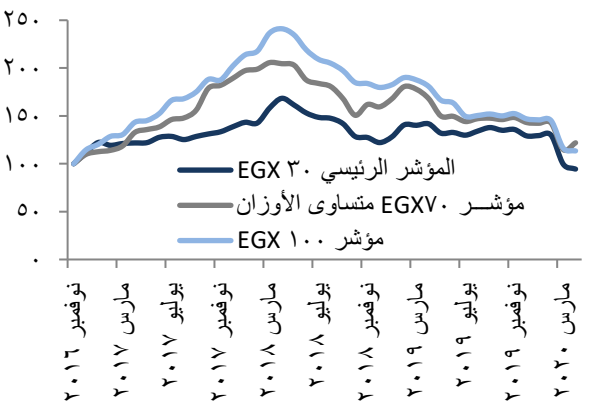 ٢٥٠
٢٠٠
١٥٠
١٠٠
٥٠
٠
المؤشر الرئيسي EGX ٣٠
مؤشـــر EGX٧٠ متساوى الأوزان
مؤشر EGX ١٠٠
نوفمبر ٢٠١٦
مارس ٢٠١٧
يوليو ٢٠١٧
نوفمبر ٢٠١٧
مارس ٢٠١٨
يوليو ٢٠١٨
نوفمبر ٢٠١٨
مارس ٢٠١٩
يوليو ٢٠١٩
نوفمبر ٢٠١٩
مارس ٢٠٢٠